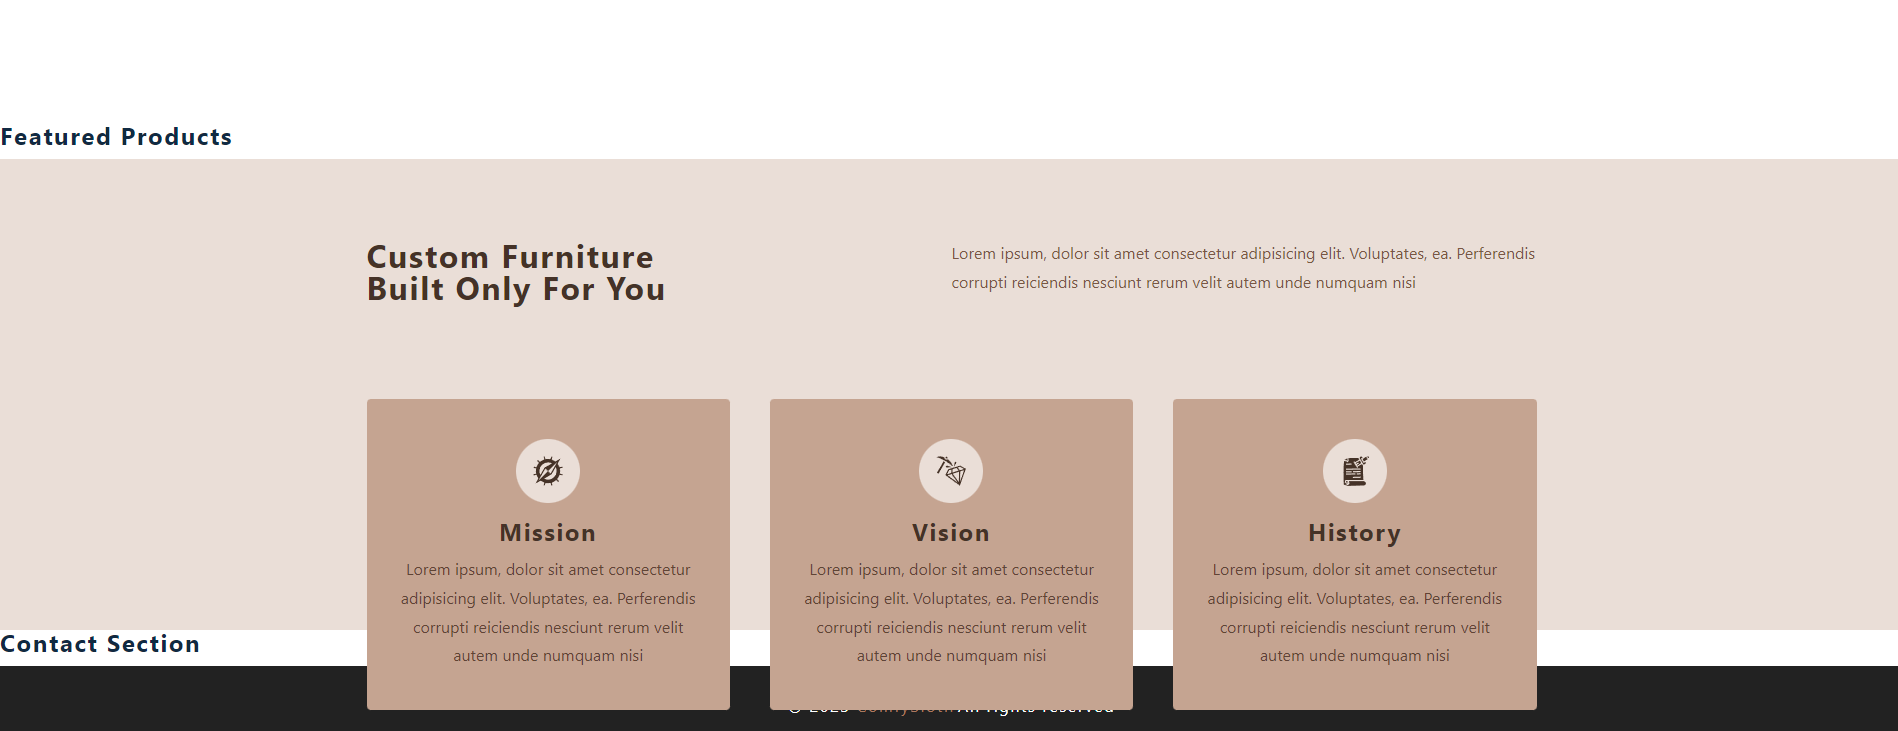 Featured Products
Custom Furniture
Built Only For You
Lorem ipsum, dolor sit amet consectetur adipisicing elit. Voluptates, ea. Perferendis
corrupti reiciendis nesciunt rerum velit autem unde numquam nisi
Mission
Lorem ipsum, dolor sit amet consectetur
adipisicing elit. Voluptates, ea. Perferendis
corrupti reiciendis nesciunt rerum velit
autem unde numquam nisi
Vision
Lorem ipsum, dolor sit amet consectetur
adipisicing elit. Voluptates, ea. Perferendis
corrupti reiciendis nesciunt rerum velit
autem unde numquam nisi
History
Lorem ipsum, dolor sit amet consectetur
adipisicing elit. Voluptates, ea. Perferendis
corrupti reiciendis nesciunt rerum velit
autem unde numquam nisi
Contact Section
All rights reserved